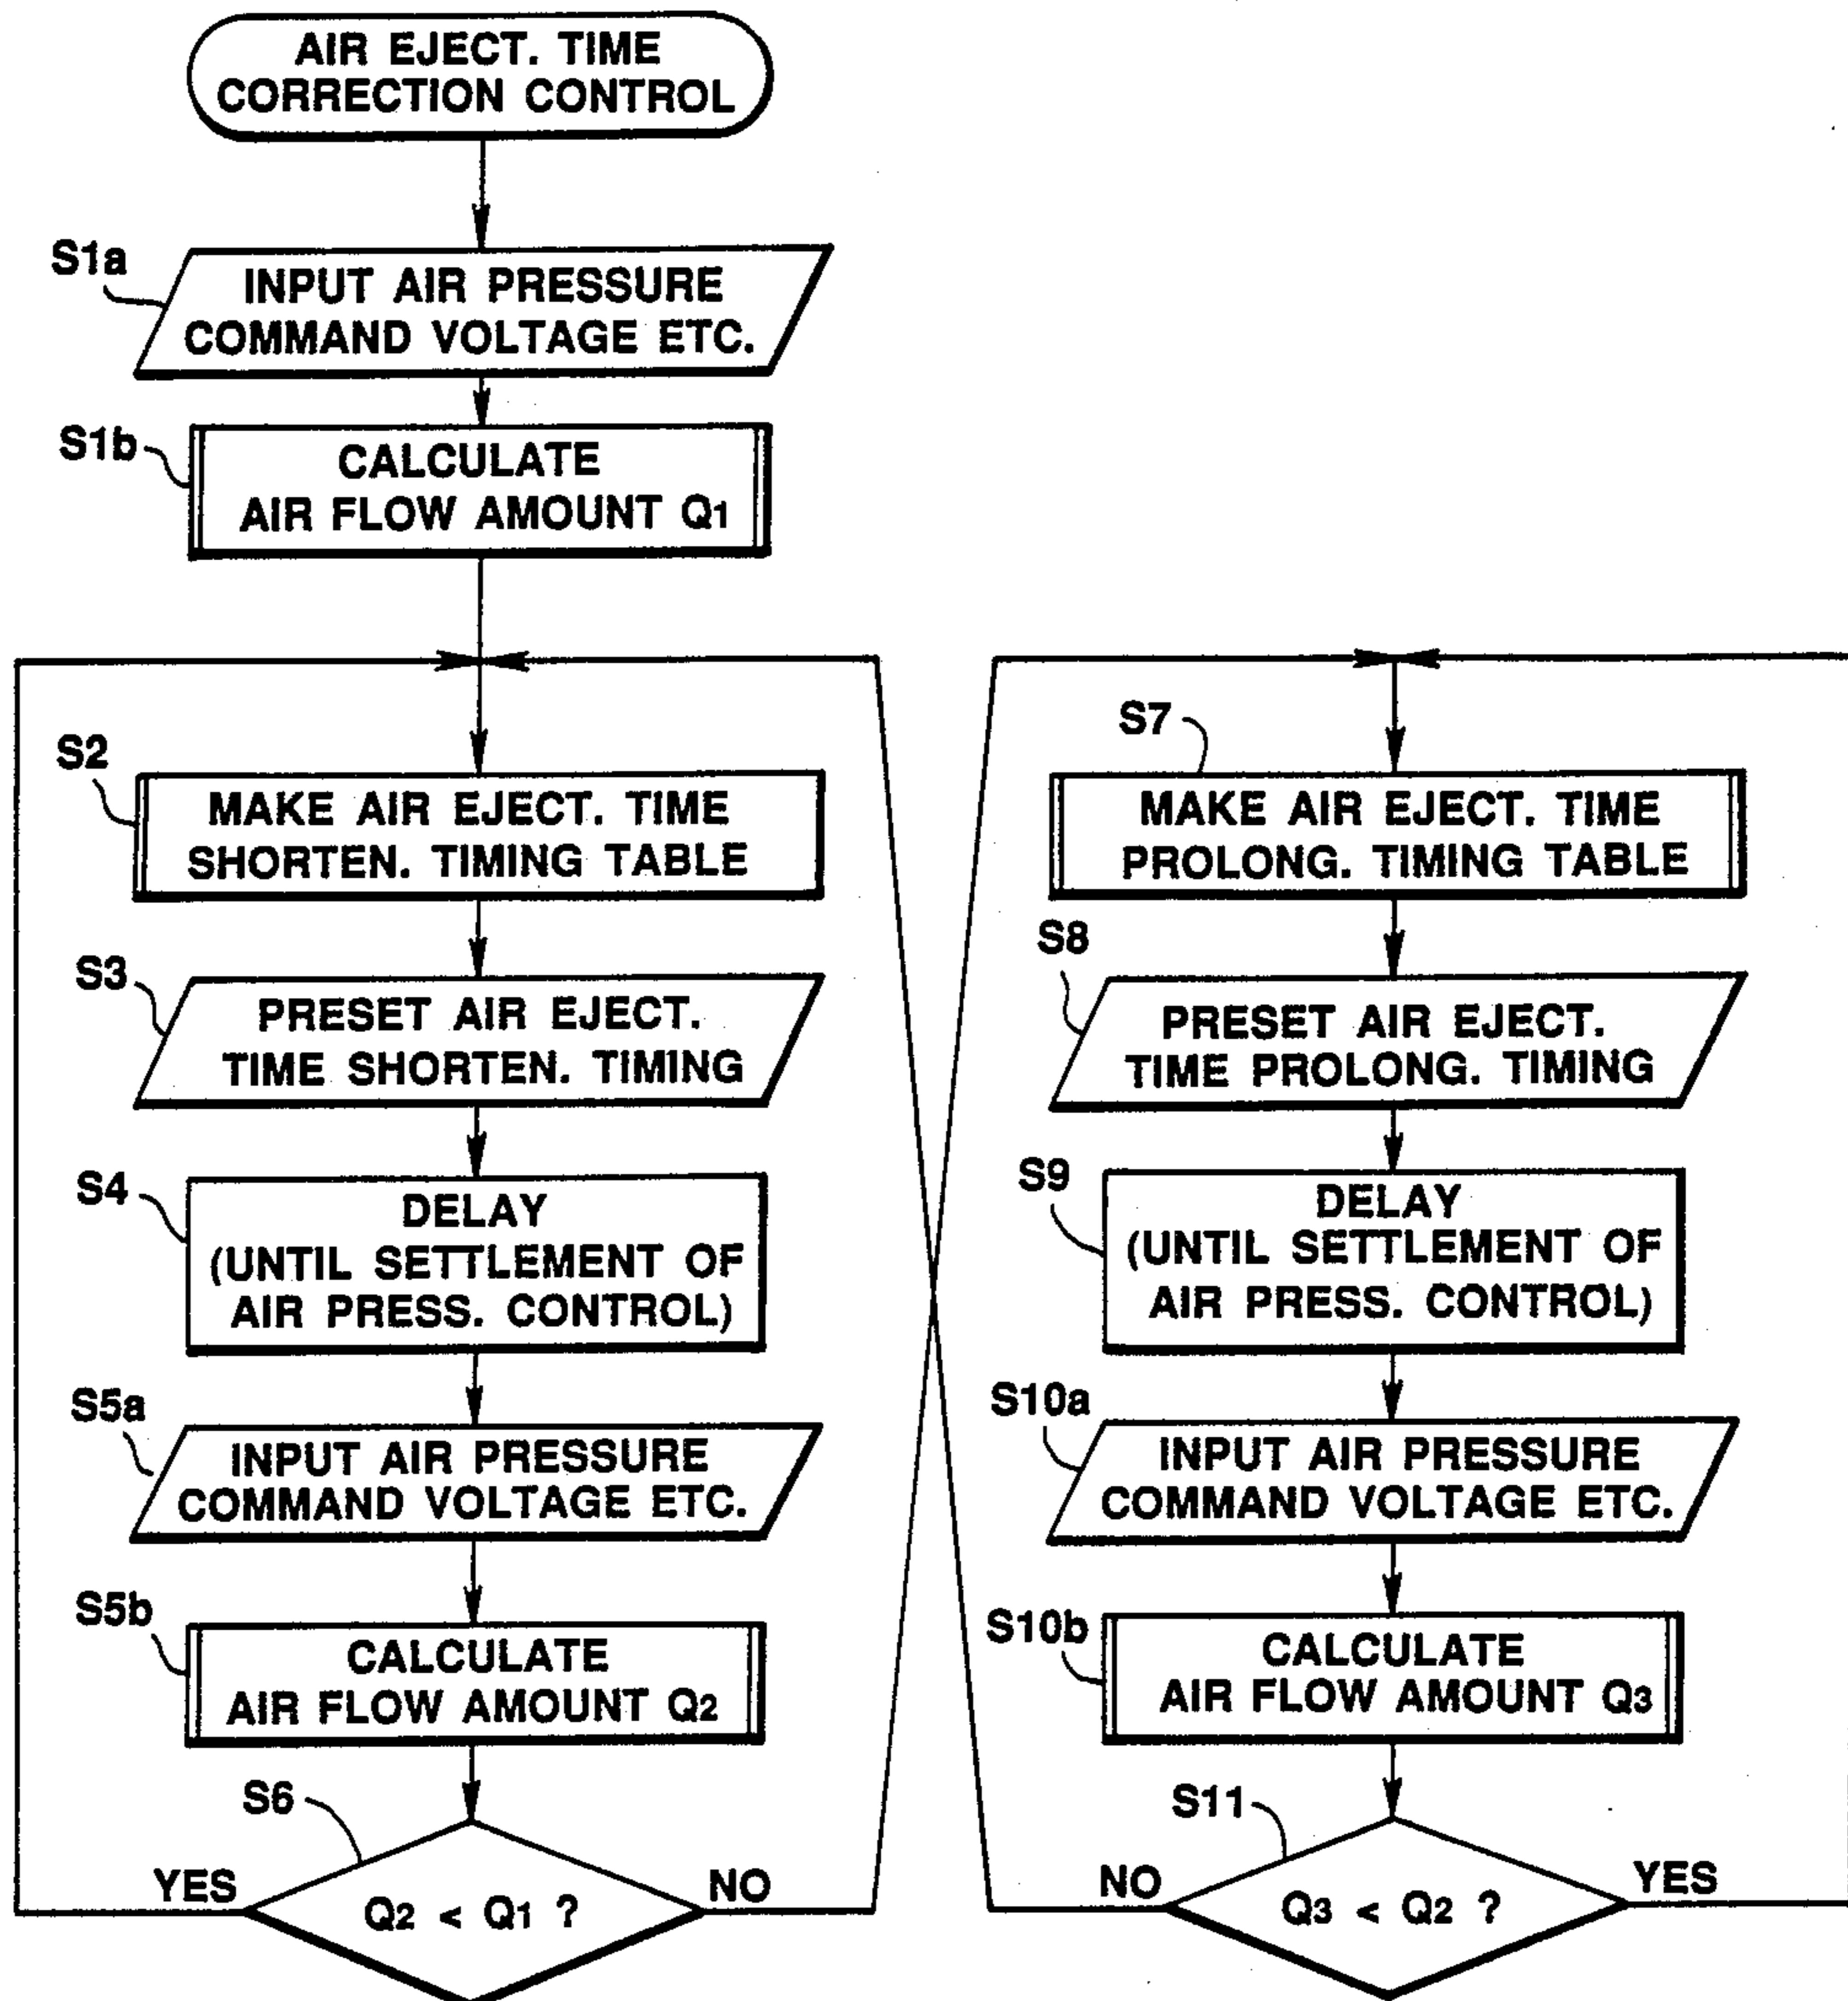 AIR EJECT. TIME
CORRECTION CONTROL
S1a
INPUT AIR PRESSURE
COMMAND VOLTAGE ETC.
S1b
CALCULATE
AIR FLOW AMOUNT Q1
S2
MAKE AIR EJECT. TIME
SHORTEN. TIMING TABLE
S3
PRESET AIR EJECT.
TIME SHORTEN. TIMING
S4
DELAY
(UNTIL SETTLEMENT OF
AIR PRESS. CONTROL)
S5a
INPUT AIR PRESSURE
COMMAND VOLTAGE ETC.
S5b
CALCULATE
AIR FLOW AMOUNT Q2
S6
YES
Q2 < Q1 ?
NO
S7
MAKE AIR EJECT. TIME
PROLONG. TIMING TABLE
S8
PRESET AIR EJECT.
TIME PROLONG. TIMING
S9
DELAY
(UNTIL SETTLEMENT OF
AIR PRESS. CONTROL)
S10a
INPUT AIR PRESSURE
COMMAND VOLTAGE ETC.
S10b
CALCULATE
AIR FLOW AMOUNT Q3
S11
NO
Q3 < Q2 ?
YES